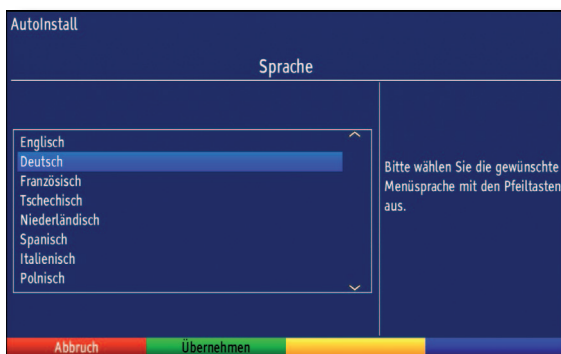 AutoInstall
Sprache
Englisch
Deutsch
Französisch
Tschechisch
Niederländisch
Spanisch
Italienisch
Polnisch
Bitte wählen Sie die gewünschte
Menüsprache mit den Pfeiltasten
aus.
Abbruch
Übernehmen